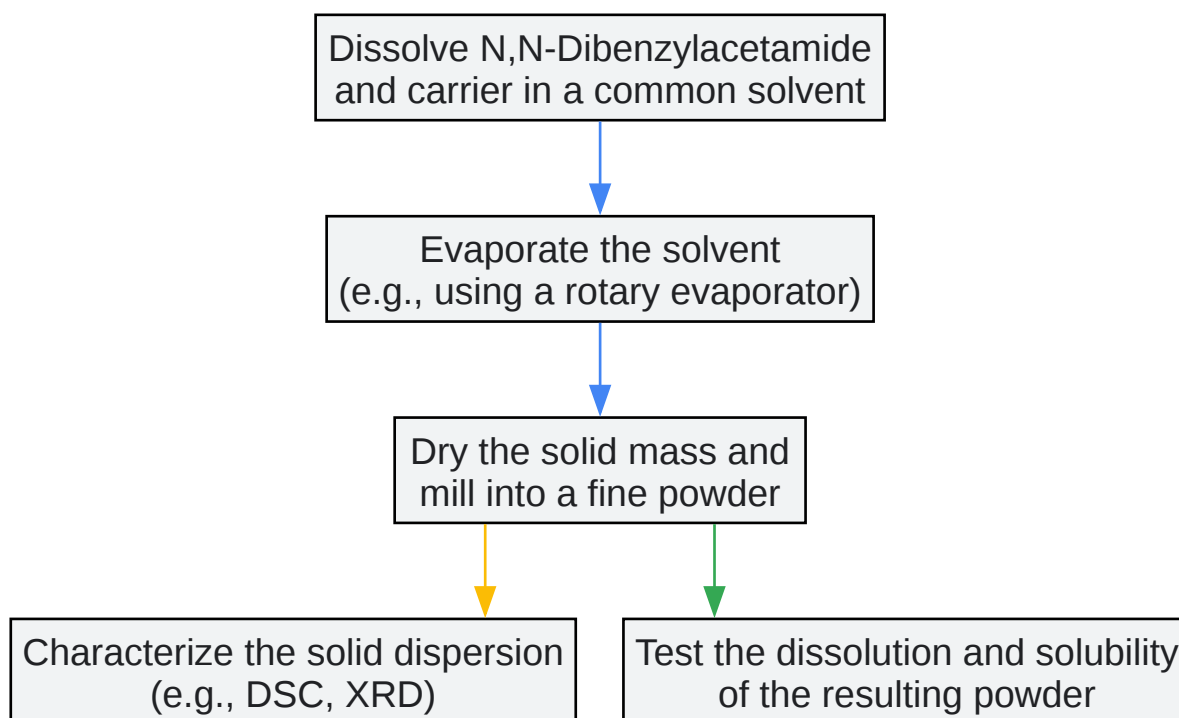 Dissolve N,N-Dibenzylacetamide
and carrier in a common solvent
Evaporate the solvent
(e.g., using a rotary evaporator)
Dry the solid mass and
mill into a fine powder
Characterize the solid dispersion
(e.g., DSC, XRD)
Test the dissolution and solubility
of the resulting powder